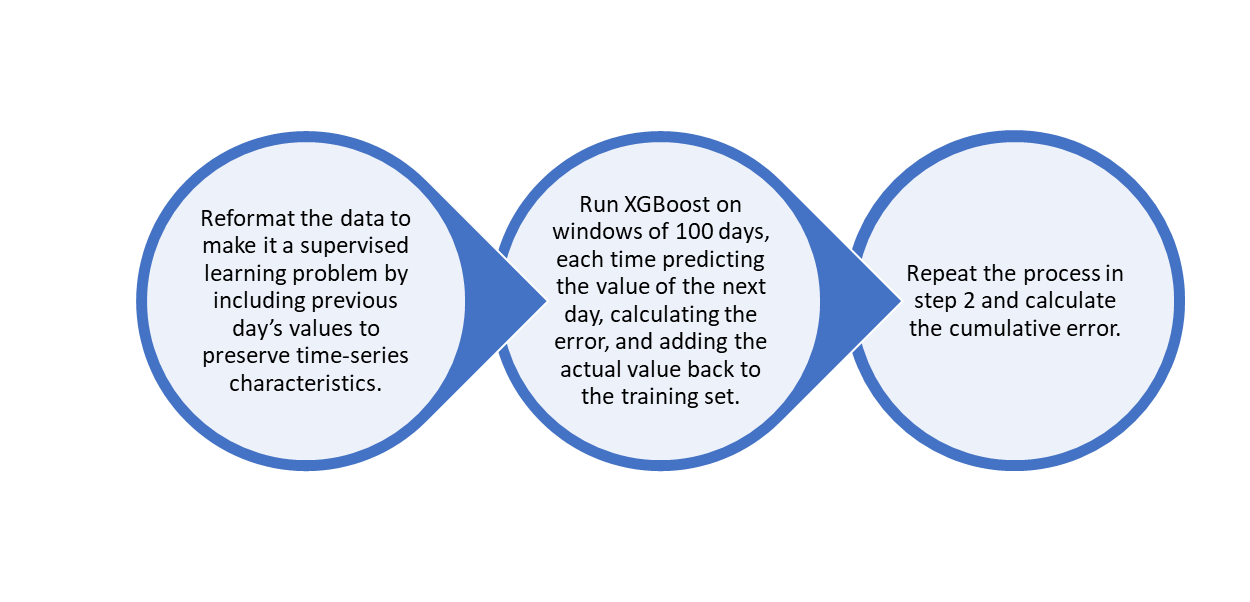 Reformat the data to
make it a supervised
learning problem by
including previous
day’s values to
preserve time-series
characteristics.
Run XGBoost on
windows of 100 days,
each time predicting
the value of the next
day, calculating the
error, and adding the
actual value back to
the training set.
Repeat the process in
step 2 and calculate
the cumulative error.